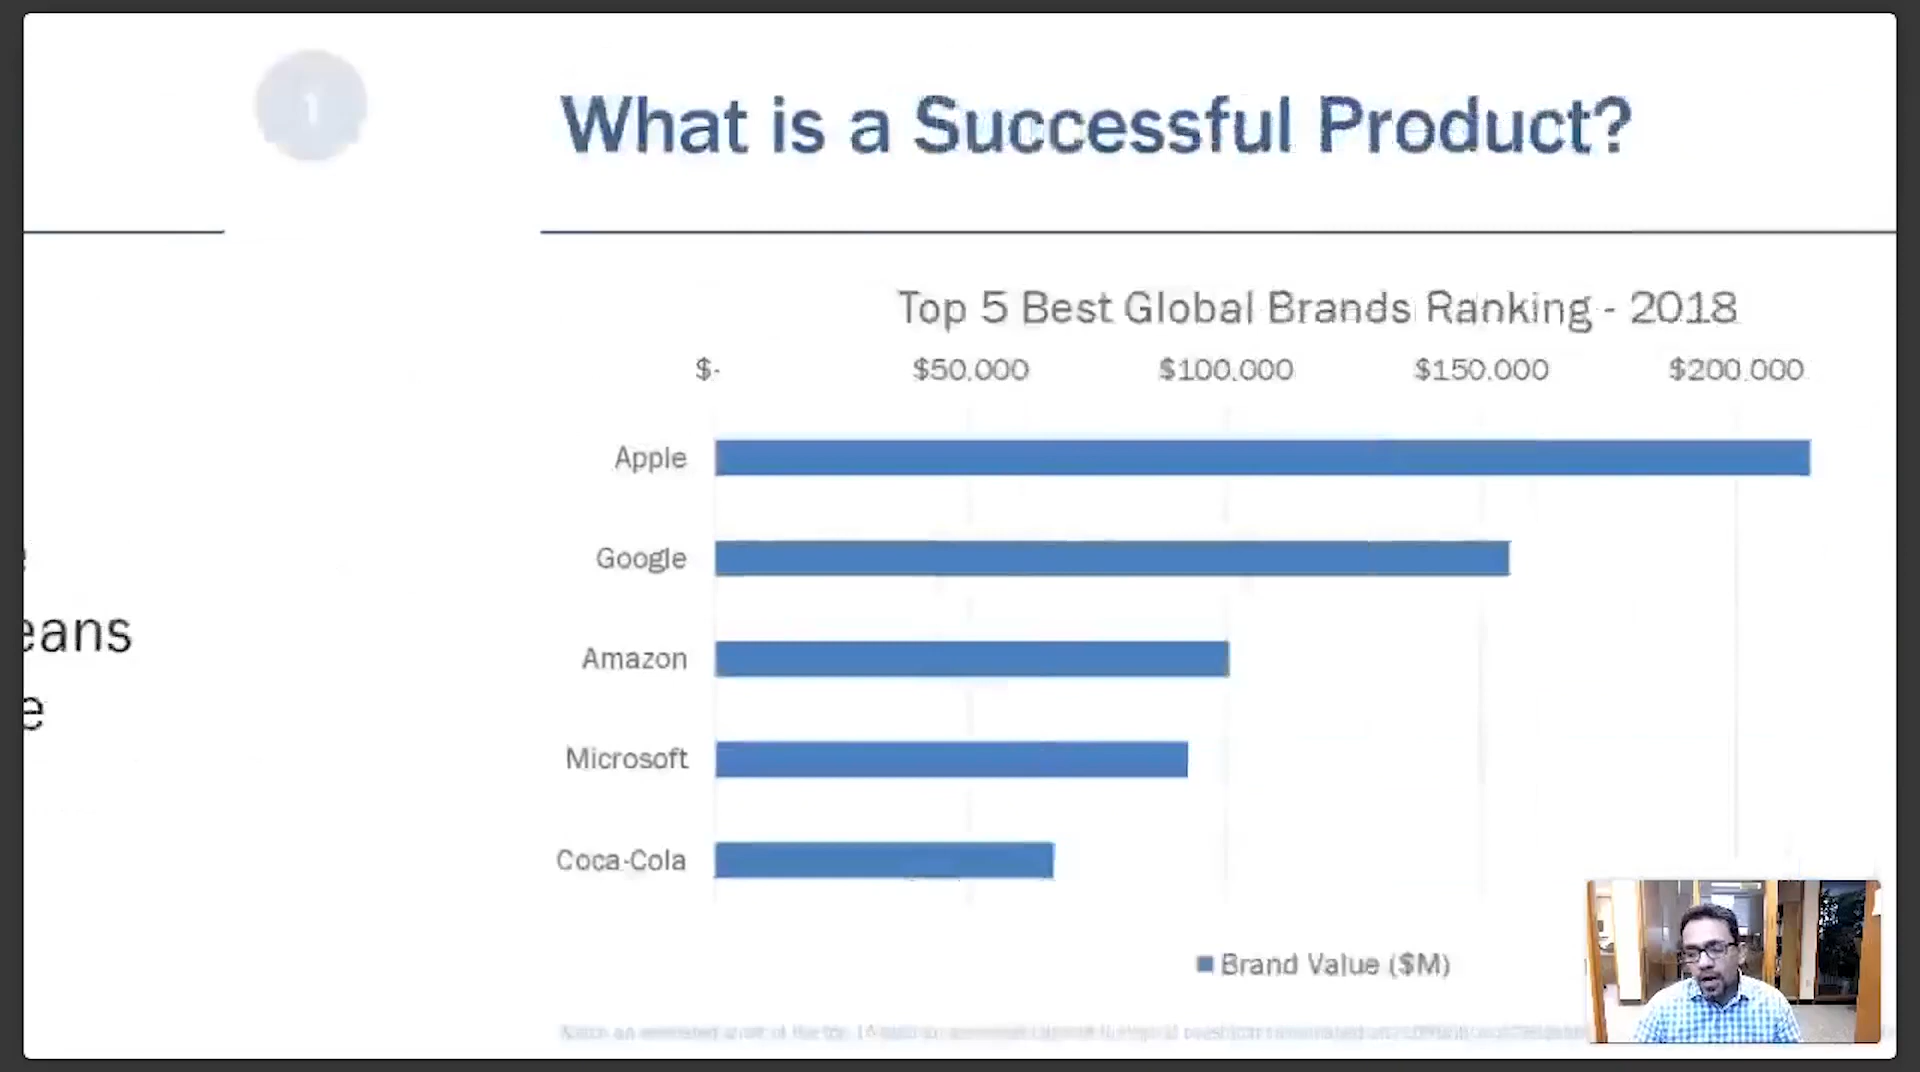 1
What is a Successful Product?
Top 5 Best Global Brands Ranking - 2018
$- $50,000 $100,000 $150,000 $200,000
Apple
Google
eans
Amazon
e
Microsoft
Coca-Cola
Brand Value ($M)